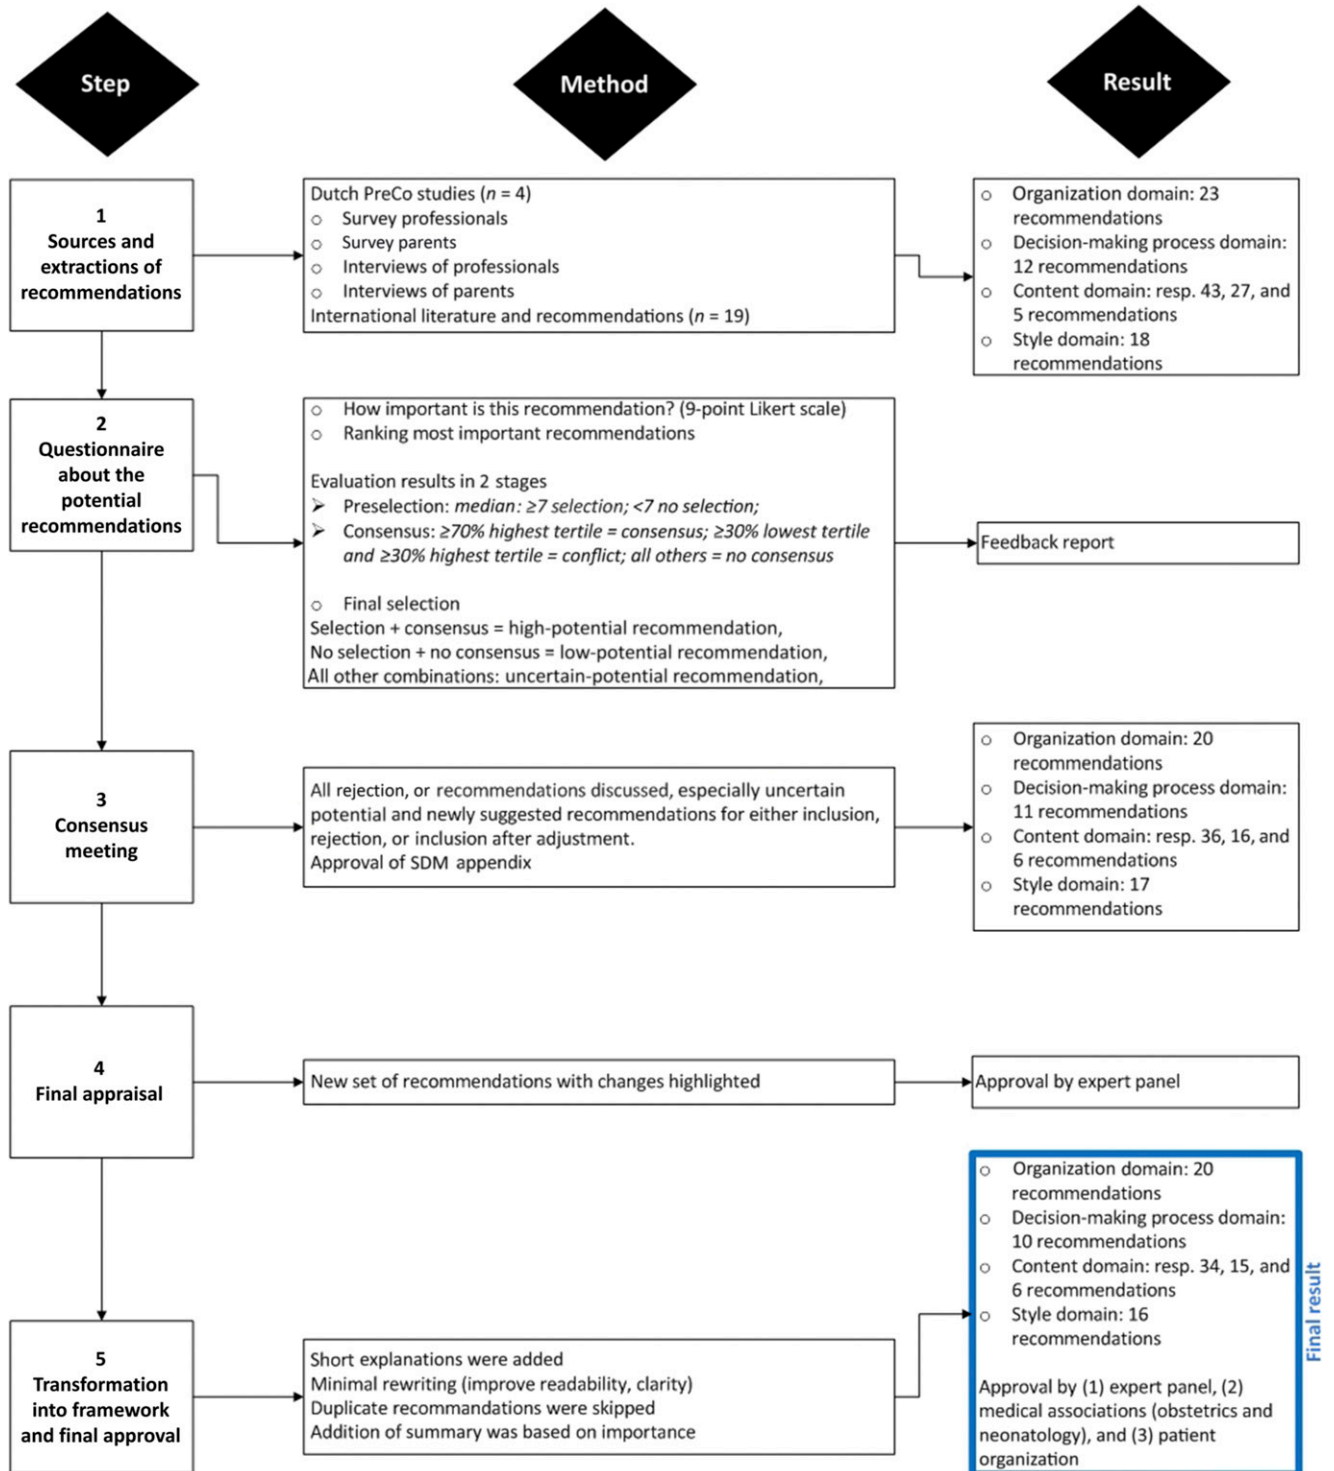 Step
Method
Result
1
Sources and
extractions of
recommendations
Dutch PreCo studies (n = 4)
○ Survey professionals
○ Survey parents
○ Interviews of professionals
○ Interviews of parents
International literature and recommendations (n = 19)
○ Organization domain: 23
recommendations
○ Decision-making process domain:
12 recommendations
○ Content domain: resp. 43, 27, and
5 recommendations
○ Style domain: 18
recommendations
2
Questionnaire
about the
potential
recommendations
○ How important is this recommendation? (9-point Likert scale)
○ Ranking most important recommendations
Evaluation results in 2 stages
➢ Preselection: median: ≥7 selection; <7 no selection;
➢ Consensus: ≥70% highest tertile = consensus; ≥30% lowest tertile
and ≥30% highest tertile = conflict; all others = no consensus
○ Final selection
Selection + consensus = high-potential recommendation,
No selection + no consensus = low-potential recommendation,
All other combinations: uncertain-potential recommendation,
Feedback report
3
Consensus
meeting
All rejection, or recommendations discussed, especially uncertain
potential and newly suggested recommendations for either inclusion,
rejection, or inclusion after adjustment.
Approval of SDM appendix
○ Organization domain: 20
recommendations
○ Decision-making process domain:
11 recommendations
○ Content domain: resp. 36, 16, and
6 recommendations
○ Style domain: 17
recommendations
4
Final appraisal
New set of recommendations with changes highlighted
Approval by expert panel
5
Transformation
into framework
and final approval
Short explanations were added
Minimal rewriting (improve readability, clarity)
Duplicate recommandations were skipped
Addition of summary was based on importance
○ Organization domain: 20
recommendations
○ Decision-making process domain:
10 recommendations
○ Content domain: resp. 34, 15, and
6 recommendations
○ Style domain: 16
recommendations
Approval by (1) expert panel, (2)
medical associations (obstetrics and
neonatology), and (3) patient
organization
Final result